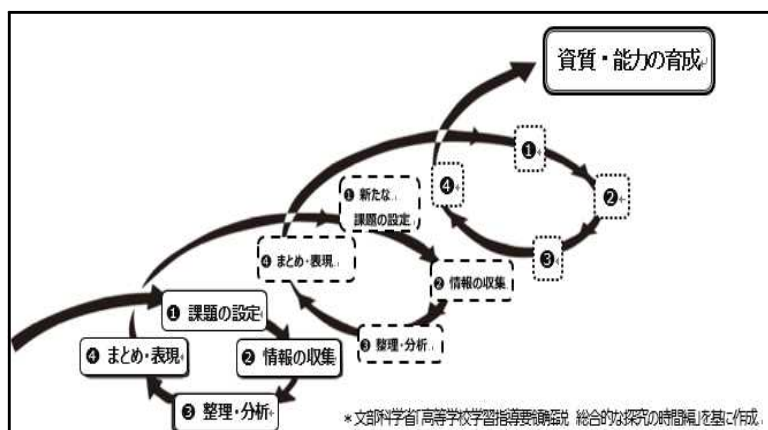 資質・能力の育成
❶
❷
❸
❹
❶ 新たな
課題の設定
❷ 情報の収集
❸ 整理・分析
❹ まとめ・表現
❶ 課題の設定
❷ 情報の収集
❸ 整理・分析
❹ まとめ・表現
＊文部科学省「高等学校学習指導要領解説 総合的な探究の時間編」を基に作成